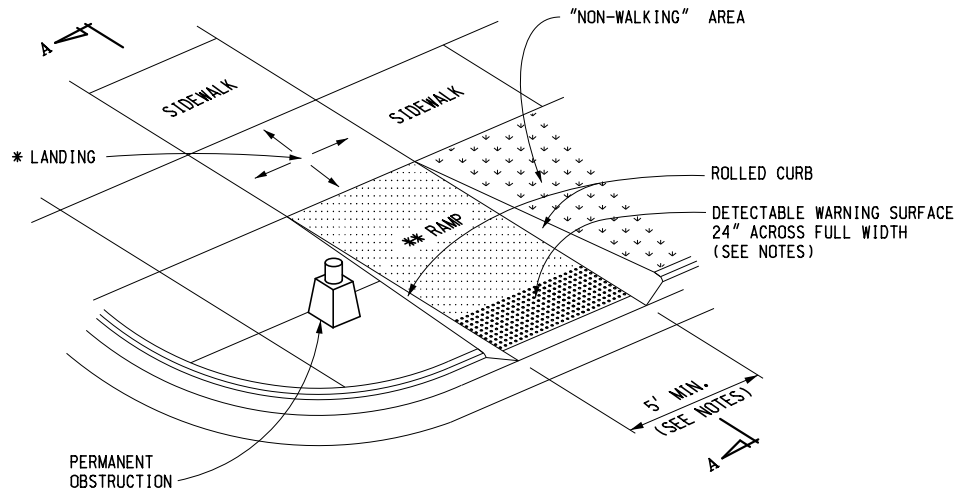 "NON-WALKING" AREA
A
SIDEWALK
SIDEWALK
* LANDING
ROLLED CURB
DETECTABLE WARNING SURFACE
24" ACROSS FULL WIDTH
(SEE NOTES)
** RAMP
5' MIN.
(SEE NOTES)
A
PERMANENT
OBSTRUCTION